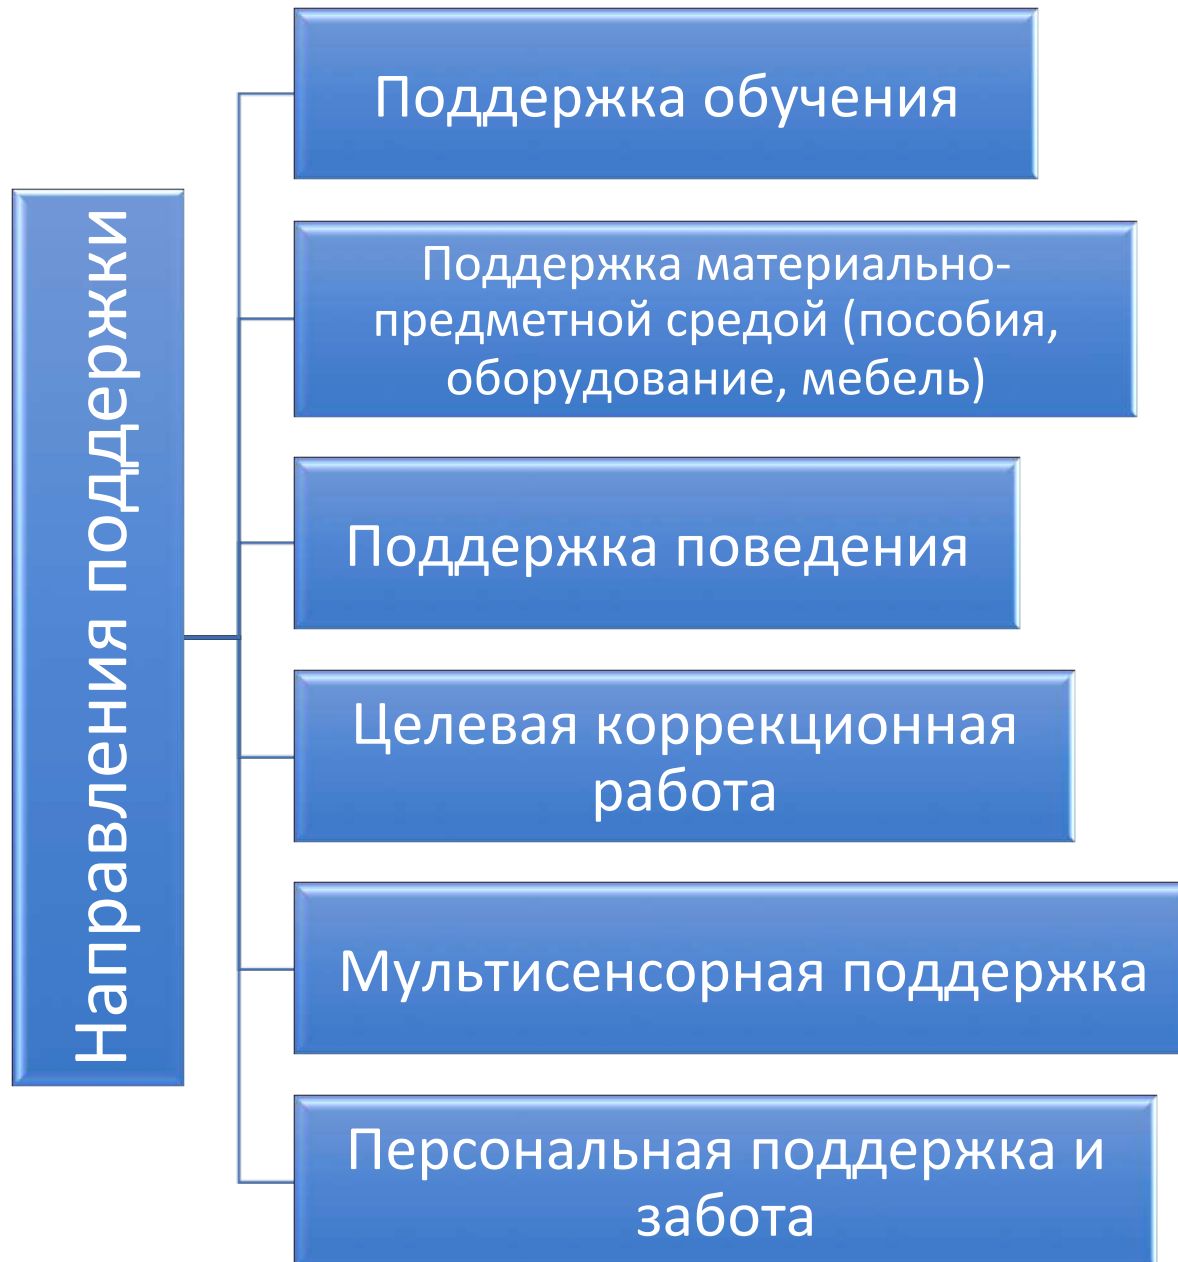 Направления поддержки
Поддержка обучения
Поддержка материально-
предметной средой (пособия,
оборудование, мебель)
Поддержка поведения
Целевая коррекционная
работа
Мультисенсорная поддержка
Персональная поддержка и
забота